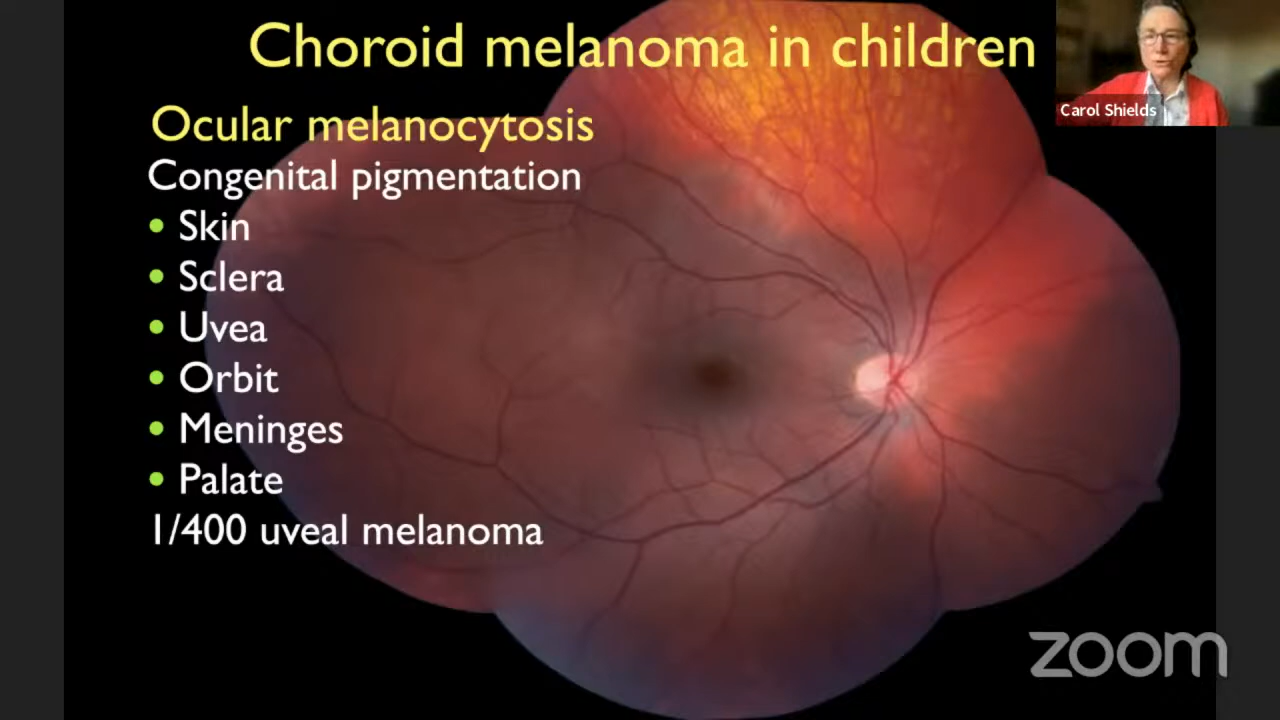 Choroid melanoma in children
Carol Shields
Ocular melanocytosis
Congenital pigmentation
• Skin
• Sclera
• Uvea
• Orbit
• Meninges
• Palate
1/400 uveal melanoma
zoom